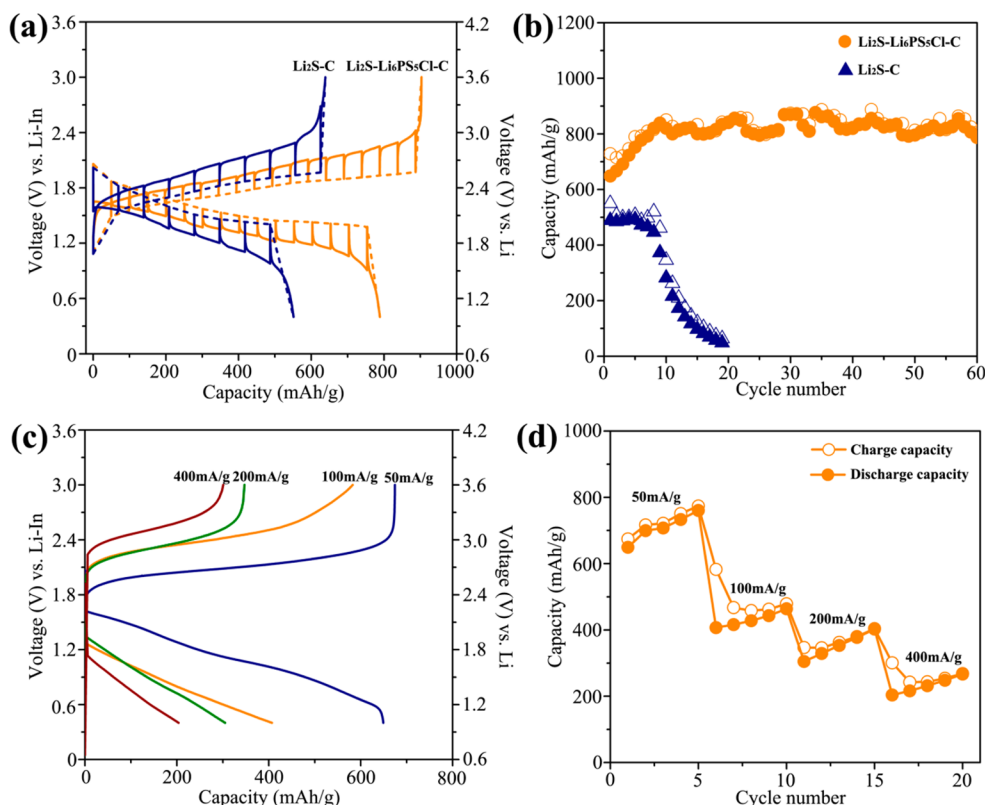 (a)
3.6
3.0
2.4
1.8
1.2
0.6
0
Voltage (V) vs. Li-In
4.2
3.6
3.0
2.4
1.8
1.2
0.6
Voltage (V) vs. Li
Li₂S-C
Li₂S-Li₆PS₅Cl-C
0 200 400 600 800 1000
Capacity (mAh/g)
(b)
1200
1000
800
600
400
200
0
Capacity (mAh/g)
Li₂S-Li₆PS₅Cl-C
Li₂S-C
0 10 20 30 40 50 60
Cycle number
(c)
3.6
3.0
2.4
1.8
1.2
0.6
0
Voltage (V) vs. Li-In
4.2
3.6
3.0
2.4
1.8
1.2
0.6
Voltage (V) vs. Li
400mA/g 200mA/g 100mA/g 50mA/g
0 200 400 600 800
Capacity (mAh/g)
(d)
1000
800
600
400
200
0
Capacity (mAh/g)
Charge capacity
Discharge capacity
50mA/g
100mA/g
200mA/g
400mA/g
0 5 10 15 20
Cycle number